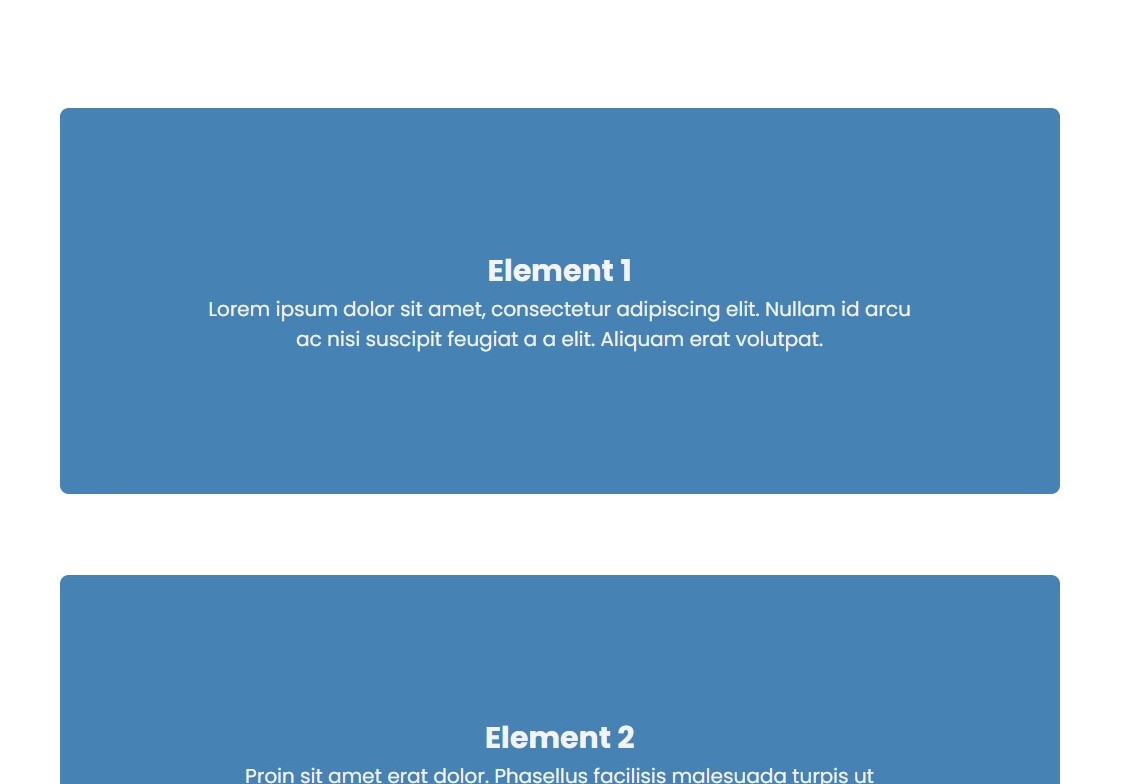 Element 1
Lorem ipsum dolor sit amet, consectetur adipiscing elit. Nullam id arcu
ac nisi suscipit feugiat a a elit. Aliquam erat volutpat.
Element 2
Proin sit amet erat dolor. Phasellus facilisis malesuada turpis ut